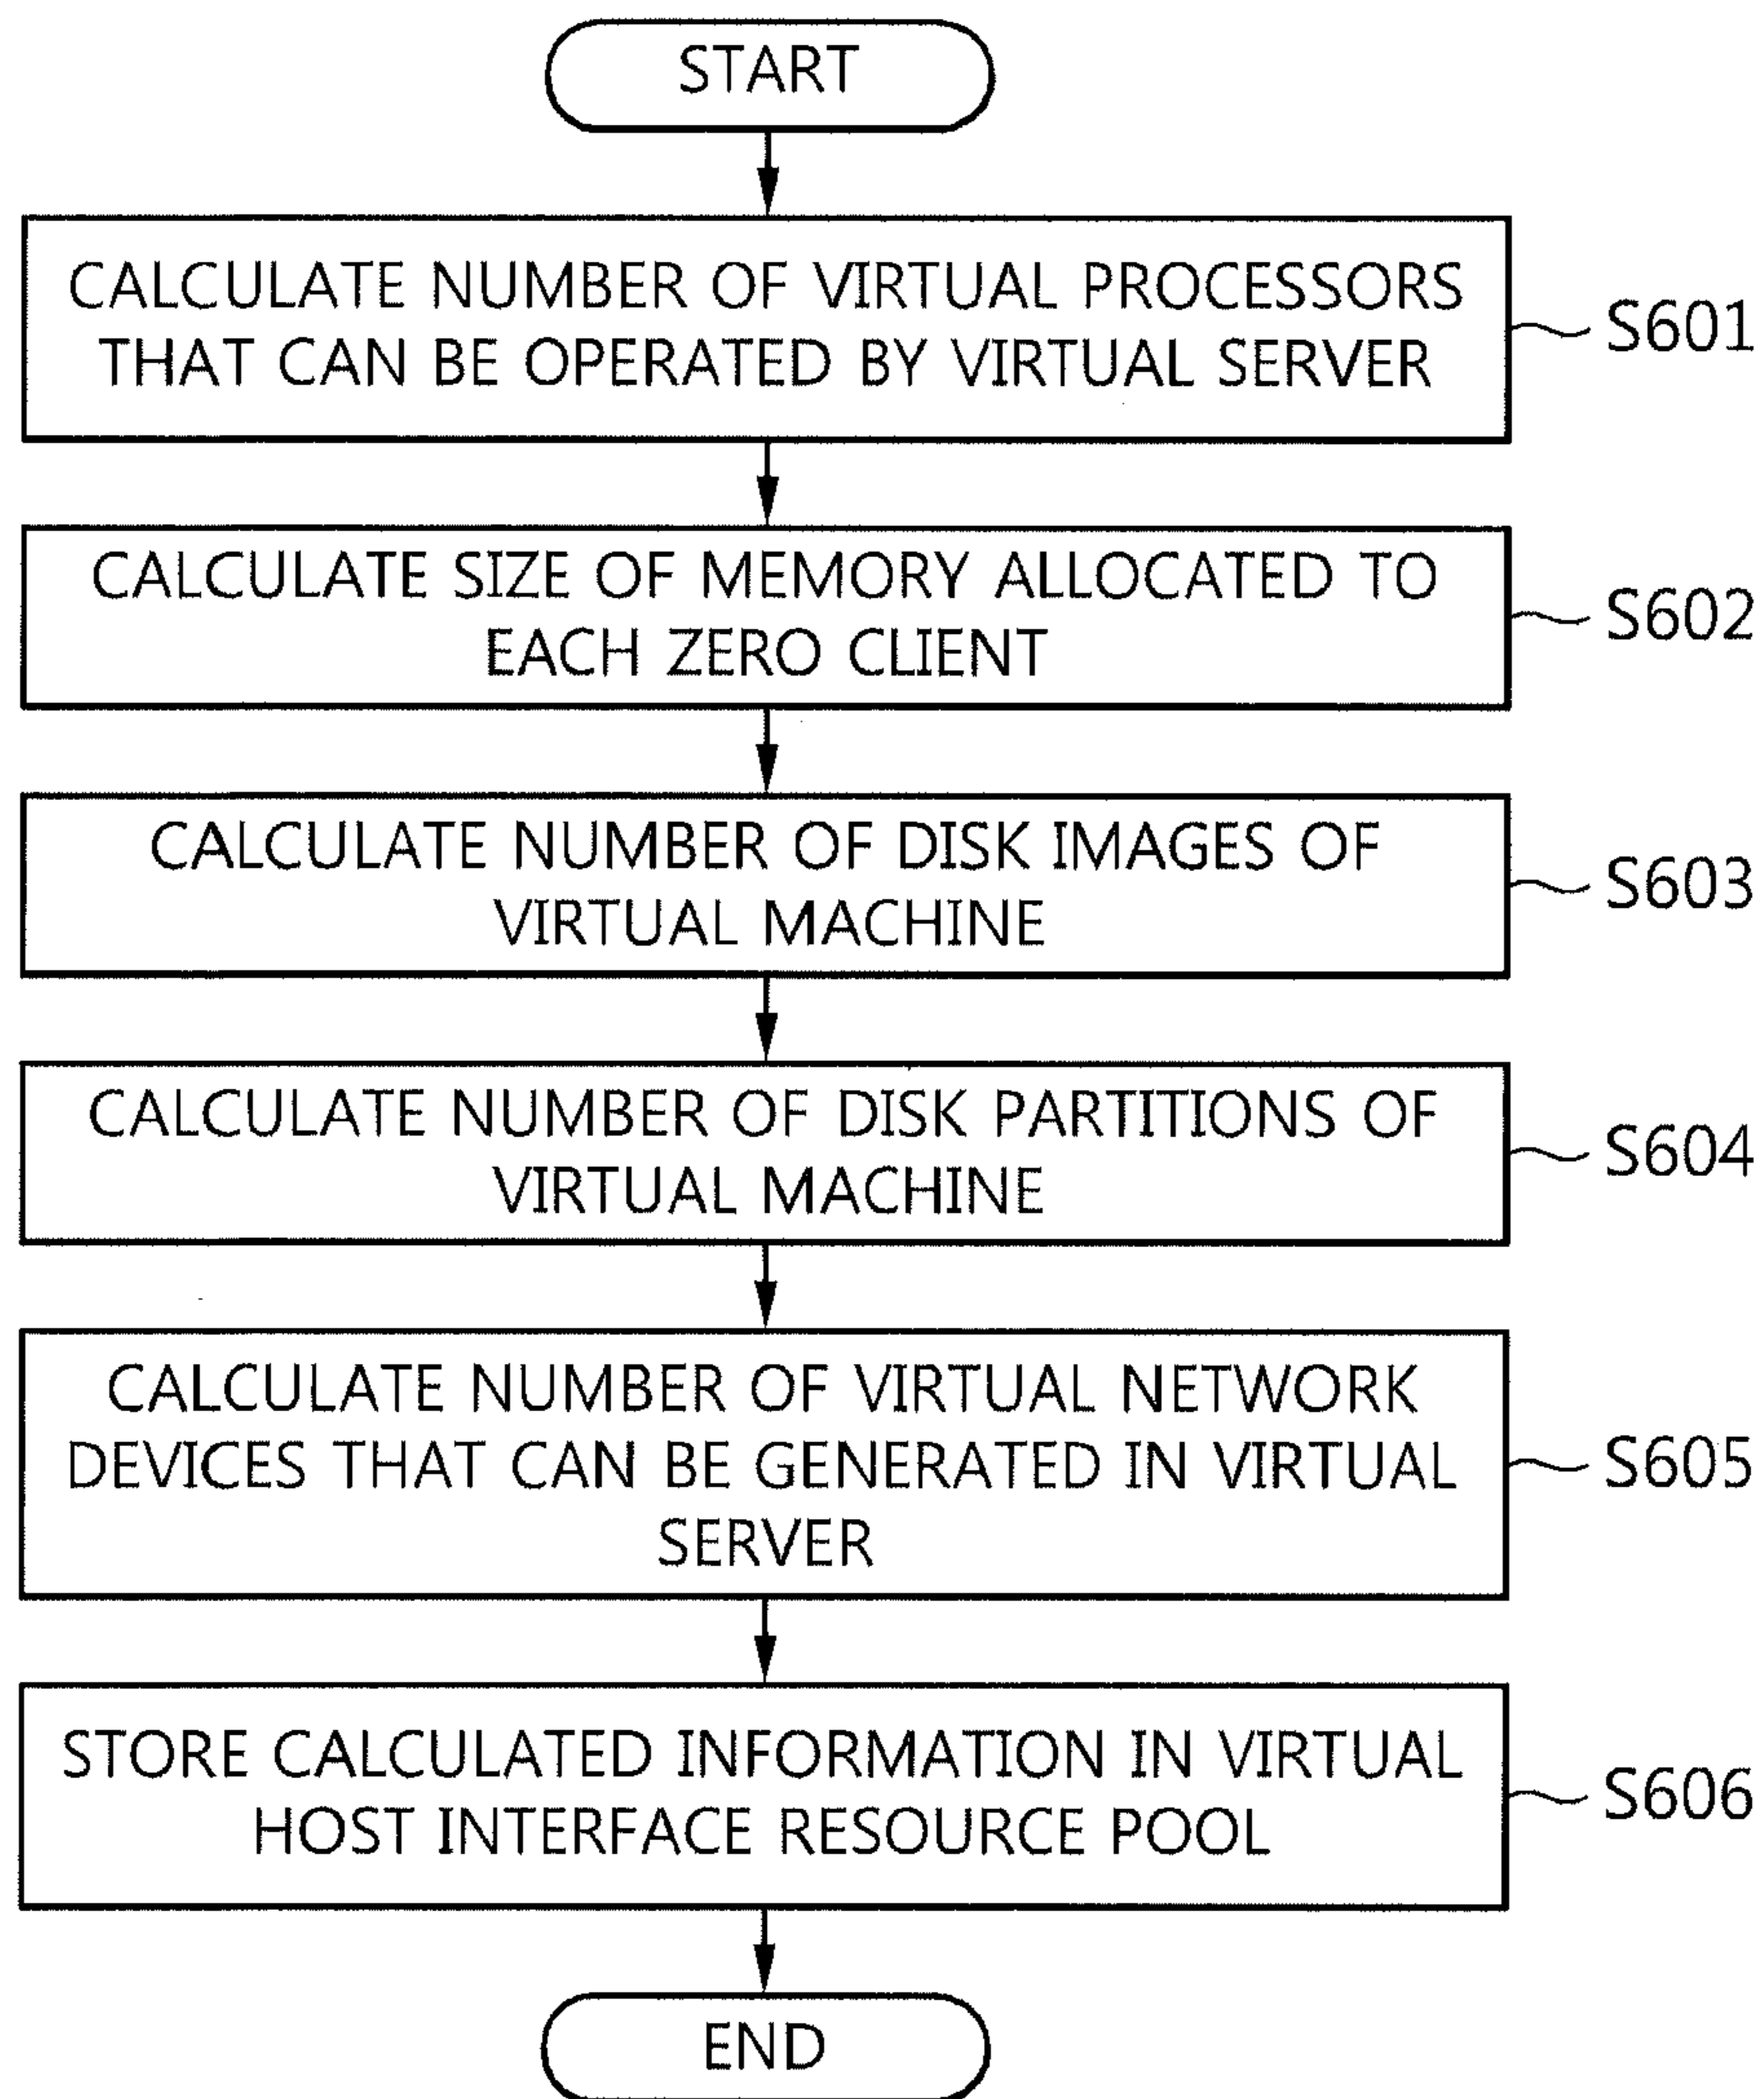 START
CALCULATE NUMBER OF VIRTUAL PROCESSORS
THAT CAN BE OPERATED BY VIRTUAL SERVER
S601
CALCULATE SIZE OF MEMORY ALLOCATED TO
EACH ZERO CLIENT
S602
CALCULATE NUMBER OF DISK IMAGES OF
VIRTUAL MACHINE
S603
CALCULATE NUMBER OF DISK PARTITIONS OF
VIRTUAL MACHINE
S604
CALCULATE NUMBER OF VIRTUAL NETWORK
DEVICES THAT CAN BE GENERATED IN VIRTUAL
SERVER
S605
STORE CALCULATED INFORMATION IN VIRTUAL
HOST INTERFACE RESOURCE POOL
S606
END